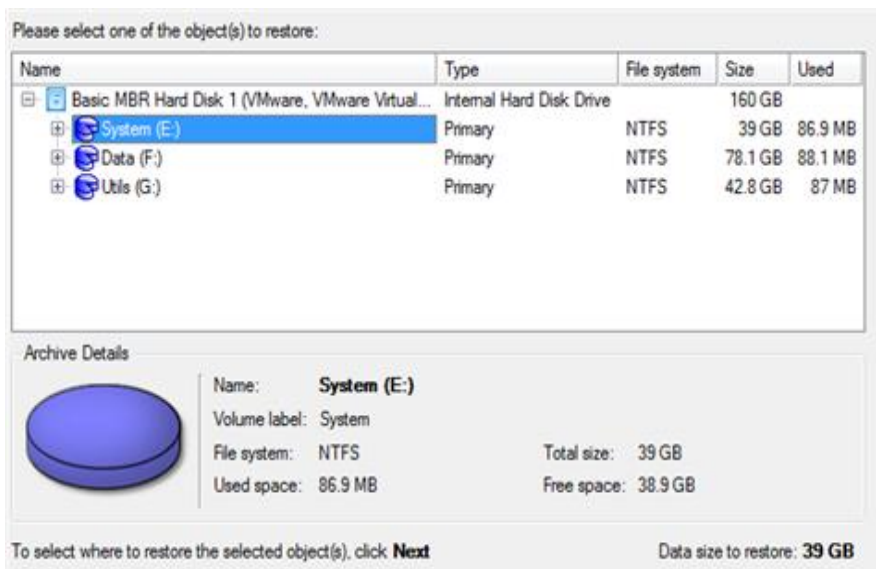 Please select one of the object(s) to restore:
Name Type File system Size Used
Basic MBR Hard Disk 1 (VMware, VMware Virtual... Internal Hard Disk Drive 160 GB
System (E:) Primary NTFS 39 GB 86.9 MB
Data (F:) Primary NTFS 78.1 GB 88.1 MB
Utils (G:) Primary NTFS 42.8 GB 87 MB
Archive Details
Name: System (E:)
Volume label: System
File system: NTFS Total size: 39 GB
Used space: 86.9 MB Free space: 38.9 GB
To select where to restore the selected object(s), click Next Data size to restore: 39 GB